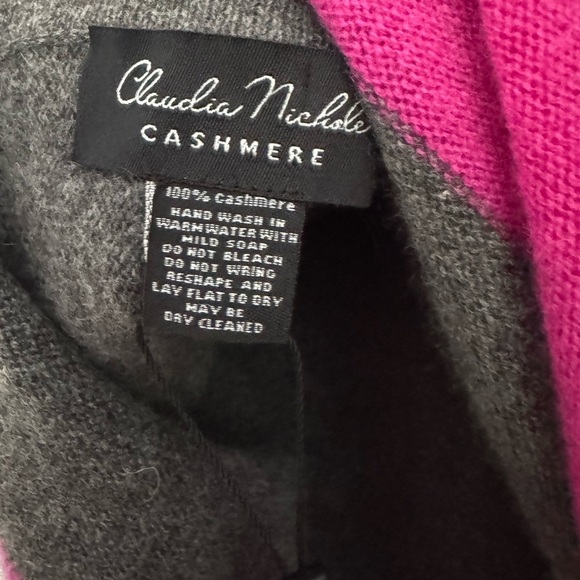 Claudia Nichole
CASHMERE
100% Cashmere
HAND WASH IN
WARM WATER WITH
MILD SOAP
DO NOT BLEACH
DO NOT WRING
RESHAPE AND
LAY FLAT TO DRY
MAY BE
DRY CLEANED